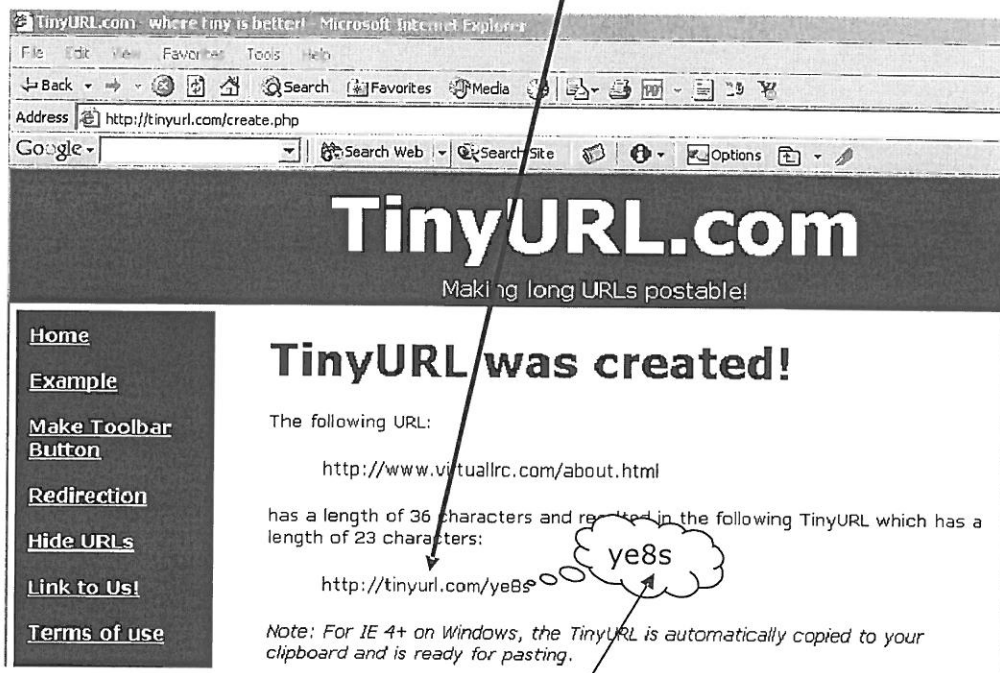 TinyURL.com - where tiny is better! - Microsoft Internet Explorer
File Edit View Favorites Tools Help
Back Search Favorites Media
Address http://tinyurl.com/create.php
Google Search Web Search Site Options
TinyURL.com
Making long URLs postable!
Home
Example
Make Toolbar
Button
Redirection
Hide URLs
Link to Us!
Terms of use
TinyURL was created!
The following URL:
http://www.virtuallrc.com/about.html
has a length of 36 characters and resulted in the following TinyURL which has a
length of 23 characters:
ye8s
http://tinyurl.com/ye8s
Note: For IE 4+ on Windows, the TinyURL is automatically copied to your
clipboard and is ready for pasting.